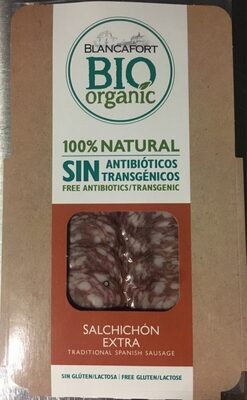 BLANCAFORT
BIO
organic
100% NATURAL
SIN ANTIBIÓTICOS
TRANSGÉNICOS
FREE ANTIBIOTICS/TRANSGENIC
SALCHICHÓN
EXTRA
TRADITIONAL SPANISH SAUSAGE
SIN GLÚTEN/LACTOSA | FREE GLUTEN/LACTOSE